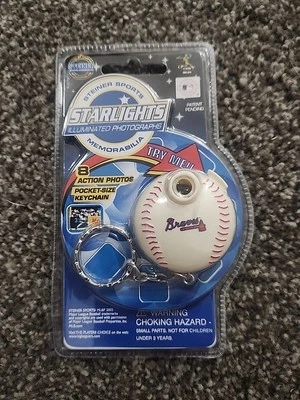 STEINER SPORTS
STARLIGHTS
ILLUMINATED PHOTOGRAPHS
MEMORABILIA
PATENT
PENDING
TRY ME!!
8
ACTION PHOTOS
POCKET-SIZE
KEYCHAIN
Braves
WARNING
CHOKING HAZARD -
SMALL PARTS. NOT FOR CHILDREN
UNDER 3 YEARS.